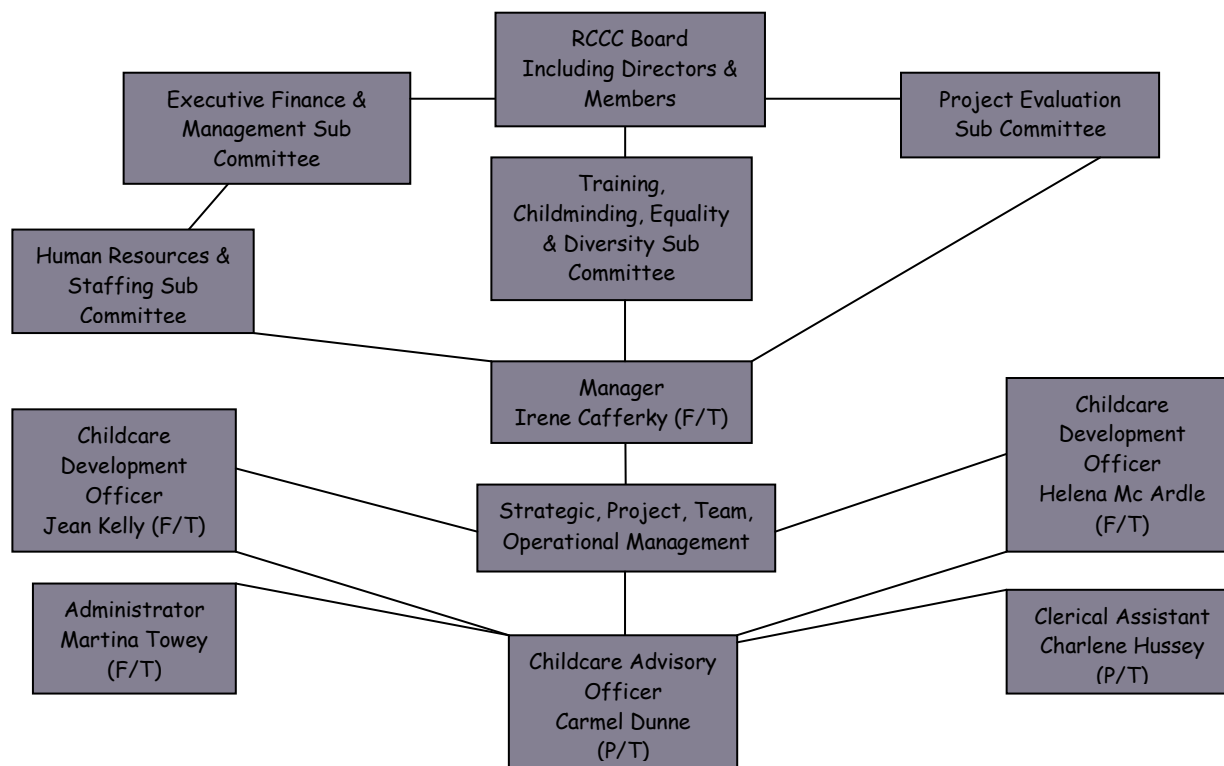 RCCC Board
Including Directors &
Members
Executive Finance &
Management Sub
Committee
Project Evaluation
Sub Committee
Training,
Childminding, Equality
& Diversity Sub
Committee
Human Resources &
Staffing Sub
Committee
Manager
Irene Cafferky (F/T)
Childcare
Development
Officer
Jean Kelly (F/T)
Childcare
Development
Officer
Helena Mc Ardle
(F/T)
Strategic, Project, Team,
Operational Management
Administrator
Martina Towey
(F/T)
Clerical Assistant
Charlene Hussey
(P/T)
Childcare Advisory
Officer
Carmel Dunne
(P/T)